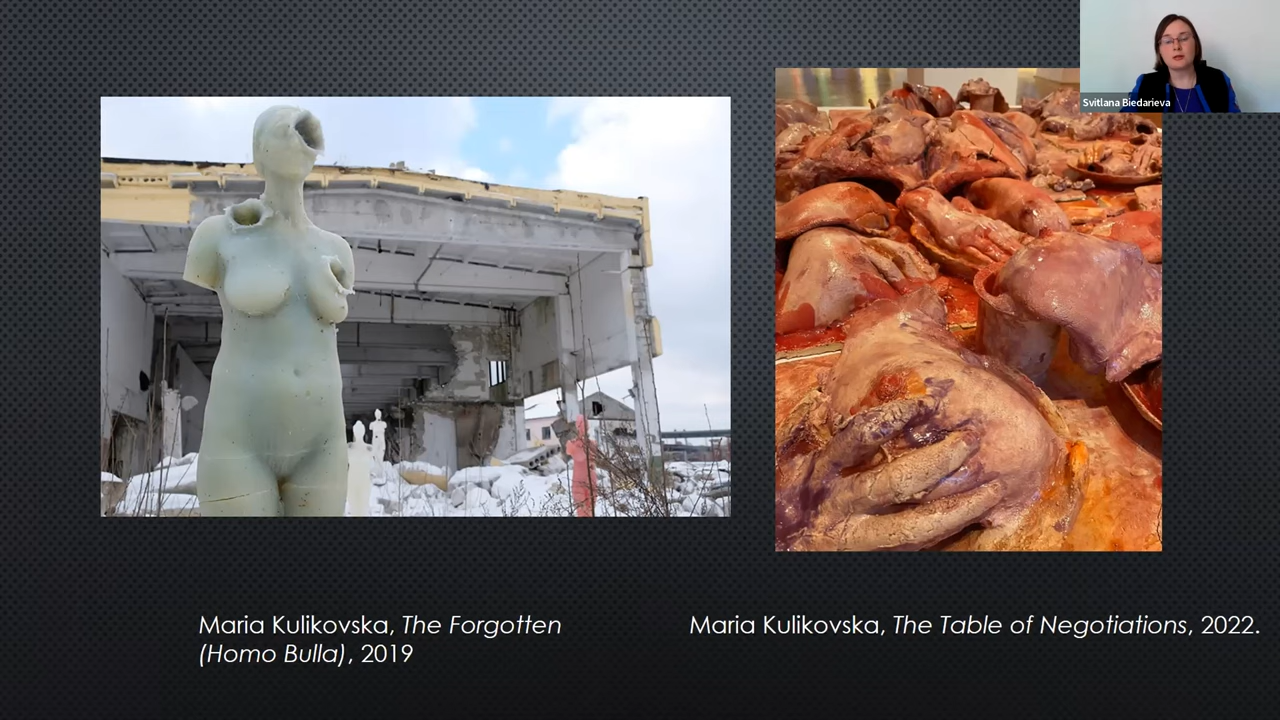 Svitlana Biedarieva
Maria Kulikovska, The Forgotten
(Homo Bulla), 2019
Maria Kulikovska, The Table of Negotiations, 2022.